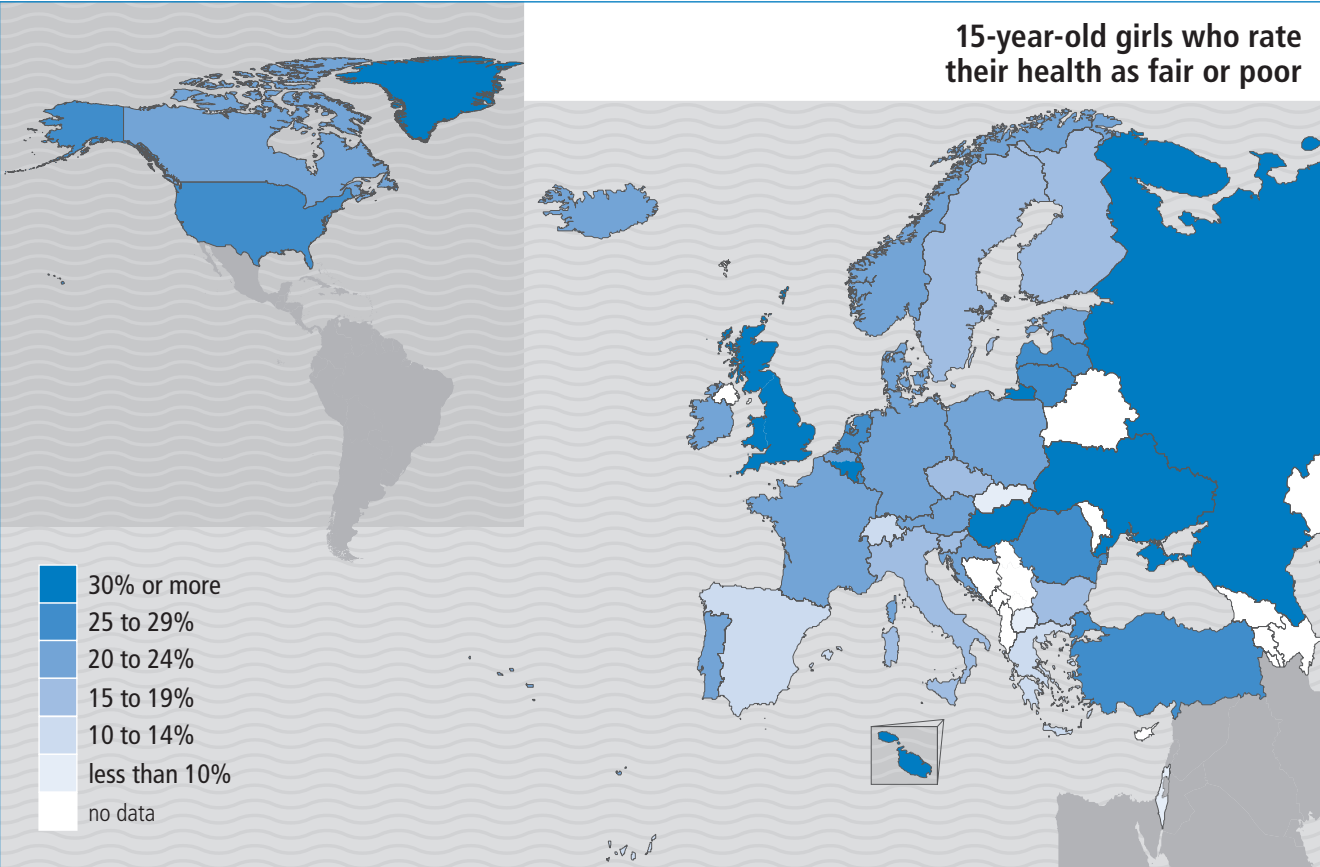 15-year-old girls who rate
their health as fair or poor
30% or more
25 to 29%
20 to 24%
15 to 19%
10 to 14%
less than 10%
no data